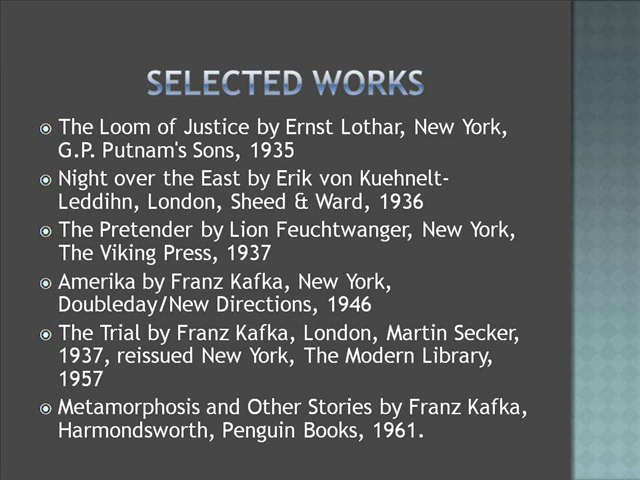 SELECTED WORKS
The Loom of Justice by Ernst Lothar, New York,
G.P. Putnam's Sons, 1935
Night over the East by Erik von Kuehnelt-
Leddihn, London, Sheed & Ward, 1936
The Pretender by Lion Feuchtwanger, New York,
The Viking Press, 1937
Amerika by Franz Kafka, New York,
Doubleday/New Directions, 1946
The Trial by Franz Kafka, London, Martin Secker,
1937, reissued New York, The Modern Library,
1957
Metamorphosis and Other Stories by Franz Kafka,
Harmondsworth, Penguin Books, 1961.